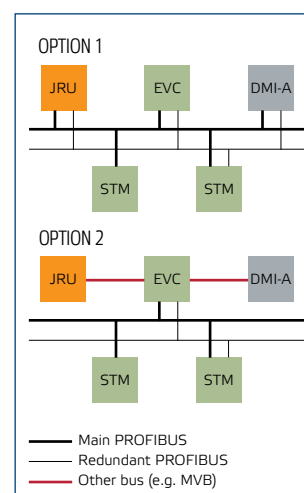 OPTION 1
JRU EVC DMI-A
STM STM
OPTION 2
JRU EVC DMI-A
STM STM
Main PROFIBUS
Redundant PROFIBUS
Other bus (e.g. MVB)